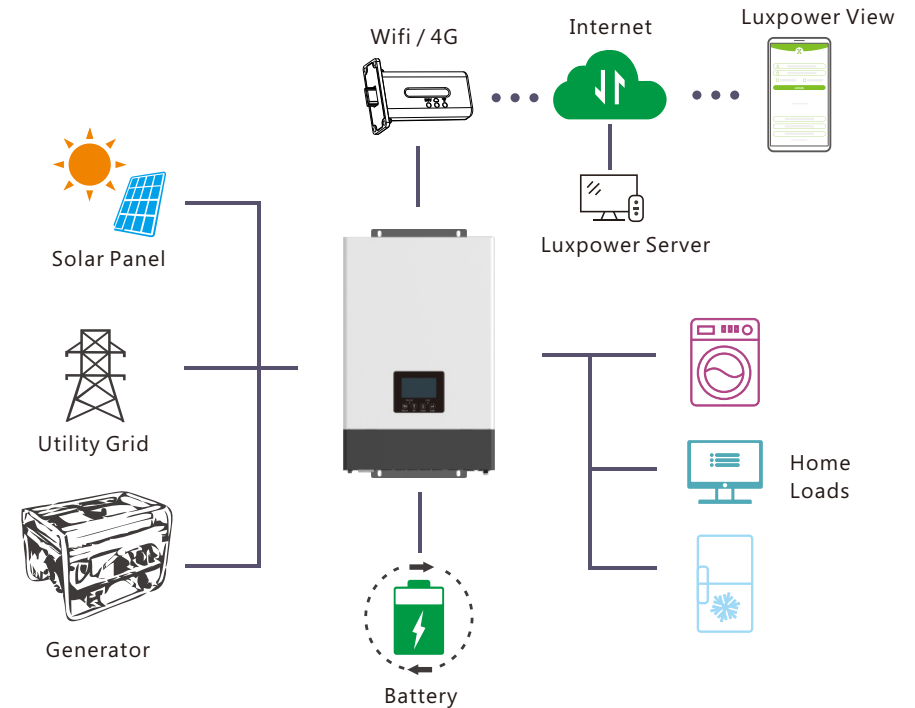 Luxpower View
Internet
Wifi / 4G
Luxpower Server
Solar Panel
Utility Grid
Home
Loads
Generator
Battery